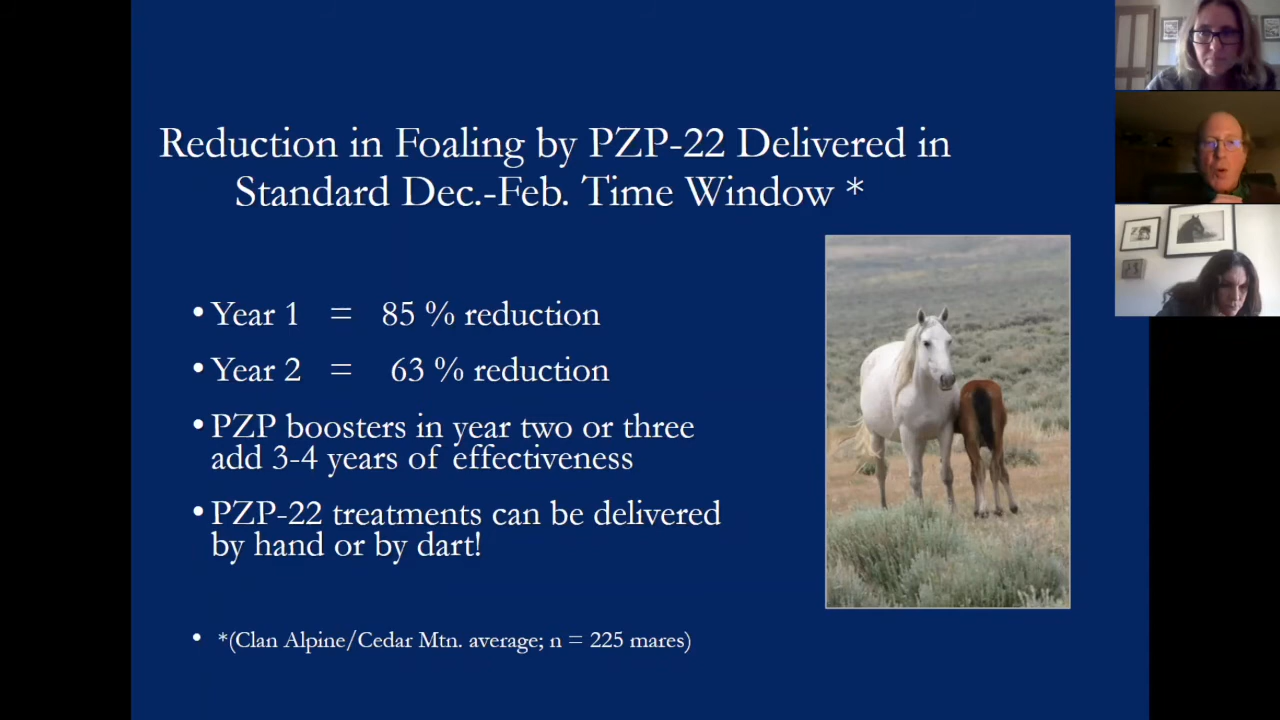 Reduction in Foaling by PZP-22 Delivered in
Standard Dec.-Feb. Time Window *
• Year 1 = 85 % reduction
• Year 2 = 63 % reduction
• PZP boosters in year two or three
add 3-4 years of effectiveness
• PZP-22 treatments can be delivered
by hand or by dart!
• *(Clan Alpine/Cedar Mtn. average; n = 225 mares)